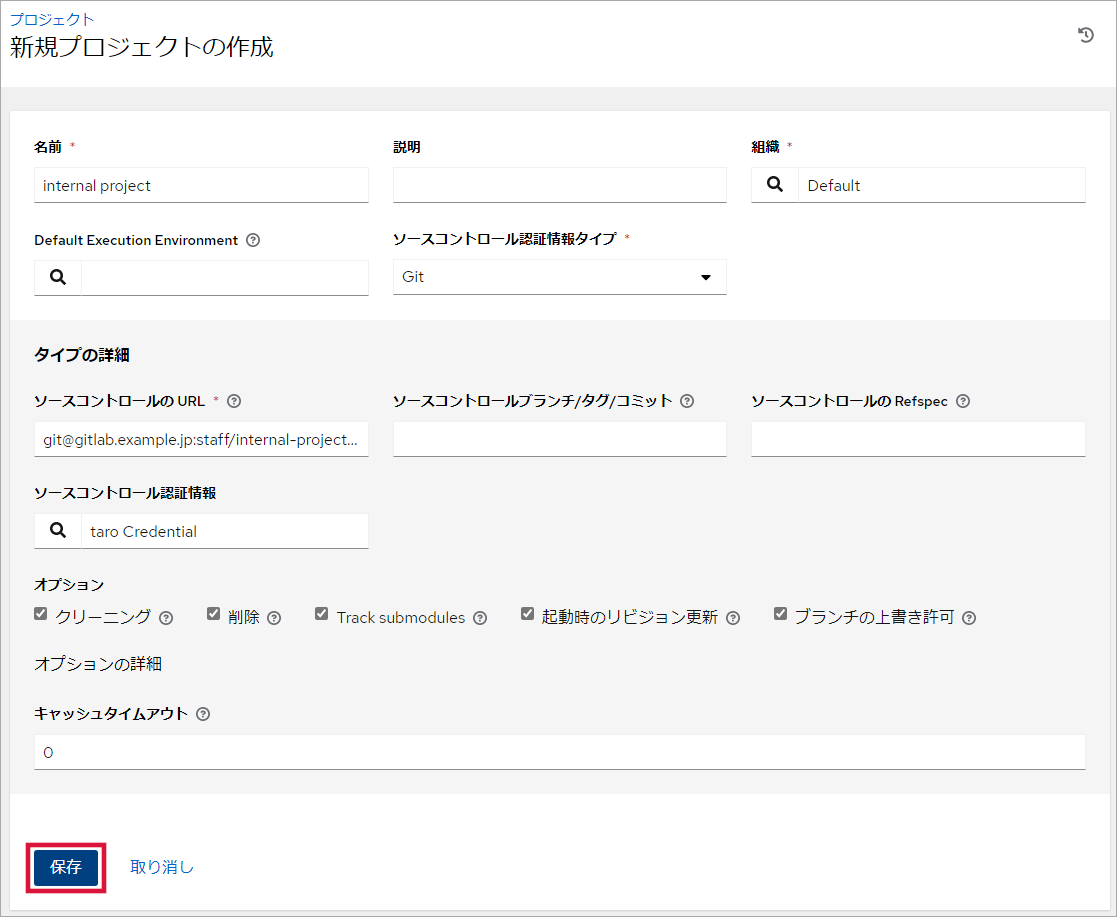 プロジェクト
新規プロジェクトの作成
名前 *
説明
組織 *
internal project
Default
Default Execution Environment
ソースコントロール認証情報タイプ *
Git
タイプの詳細
ソースコントロールの URL *
ソースコントロールブランチ/タグ/コミット
ソースコントロールの Refspec
git@gitlab.example.jp:staff/internal-project...
ソースコントロール認証情報
taro Credential
オプション
クリーニング
削除
Track submodules
起動時のリビジョン更新
ブランチの上書き許可
オプションの詳細
キャッシュタイムアウト
0
保存
取り消し